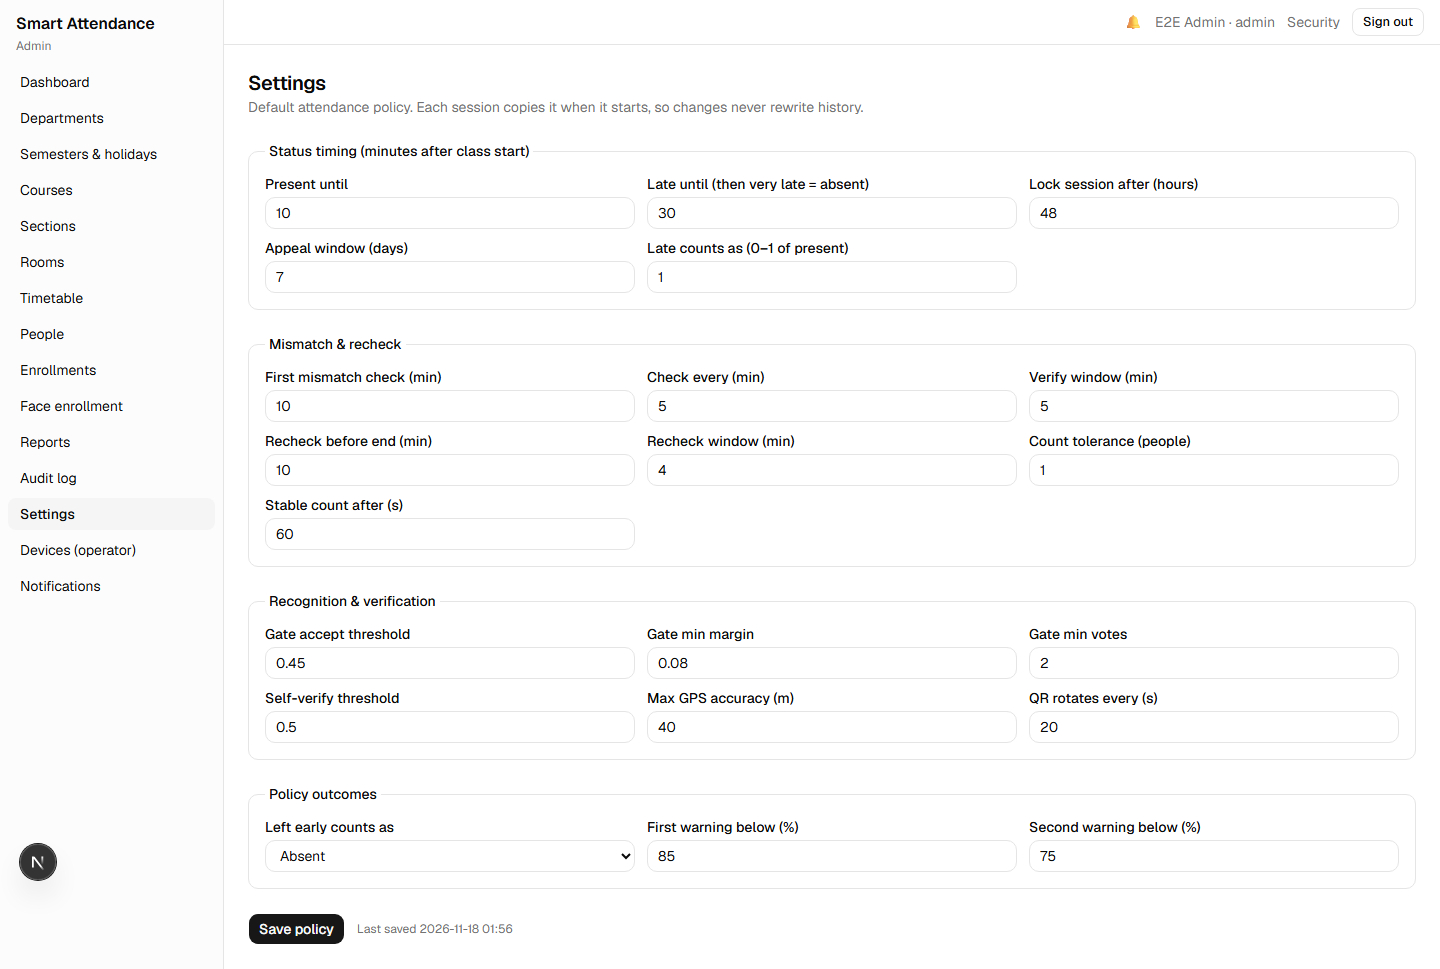 Smart Attendance
Admin
Dashboard
Departments
Semesters & holidays
Courses
Sections
Rooms
Timetable
People
Enrollments
Face enrollment
Reports
Audit log
Settings
Devices (operator)
Notifications
N
E2E Admin · admin Security Sign out
Settings
Default attendance policy. Each session copies it when it starts, so changes never rewrite history.
Status timing (minutes after class start)
Present until Late until (then very late = absent) Lock session after (hours)
10 30 48
Appeal window (days) Late counts as (0–1 of present)
7 1
Mismatch & recheck
First mismatch check (min) Check every (min) Verify window (min)
10 5 5
Recheck before end (min) Recheck window (min) Count tolerance (people)
10 4 1
Stable count after (s)
60
Recognition & verification
Gate accept threshold Gate min margin Gate min votes
0.45 0.08 2
Self-verify threshold Max GPS accuracy (m) QR rotates every (s)
0.5 40 20
Policy outcomes
Left early counts as First warning below (%) Second warning below (%)
Absent 85 75
Save policy Last saved 2026-11-18 01:56